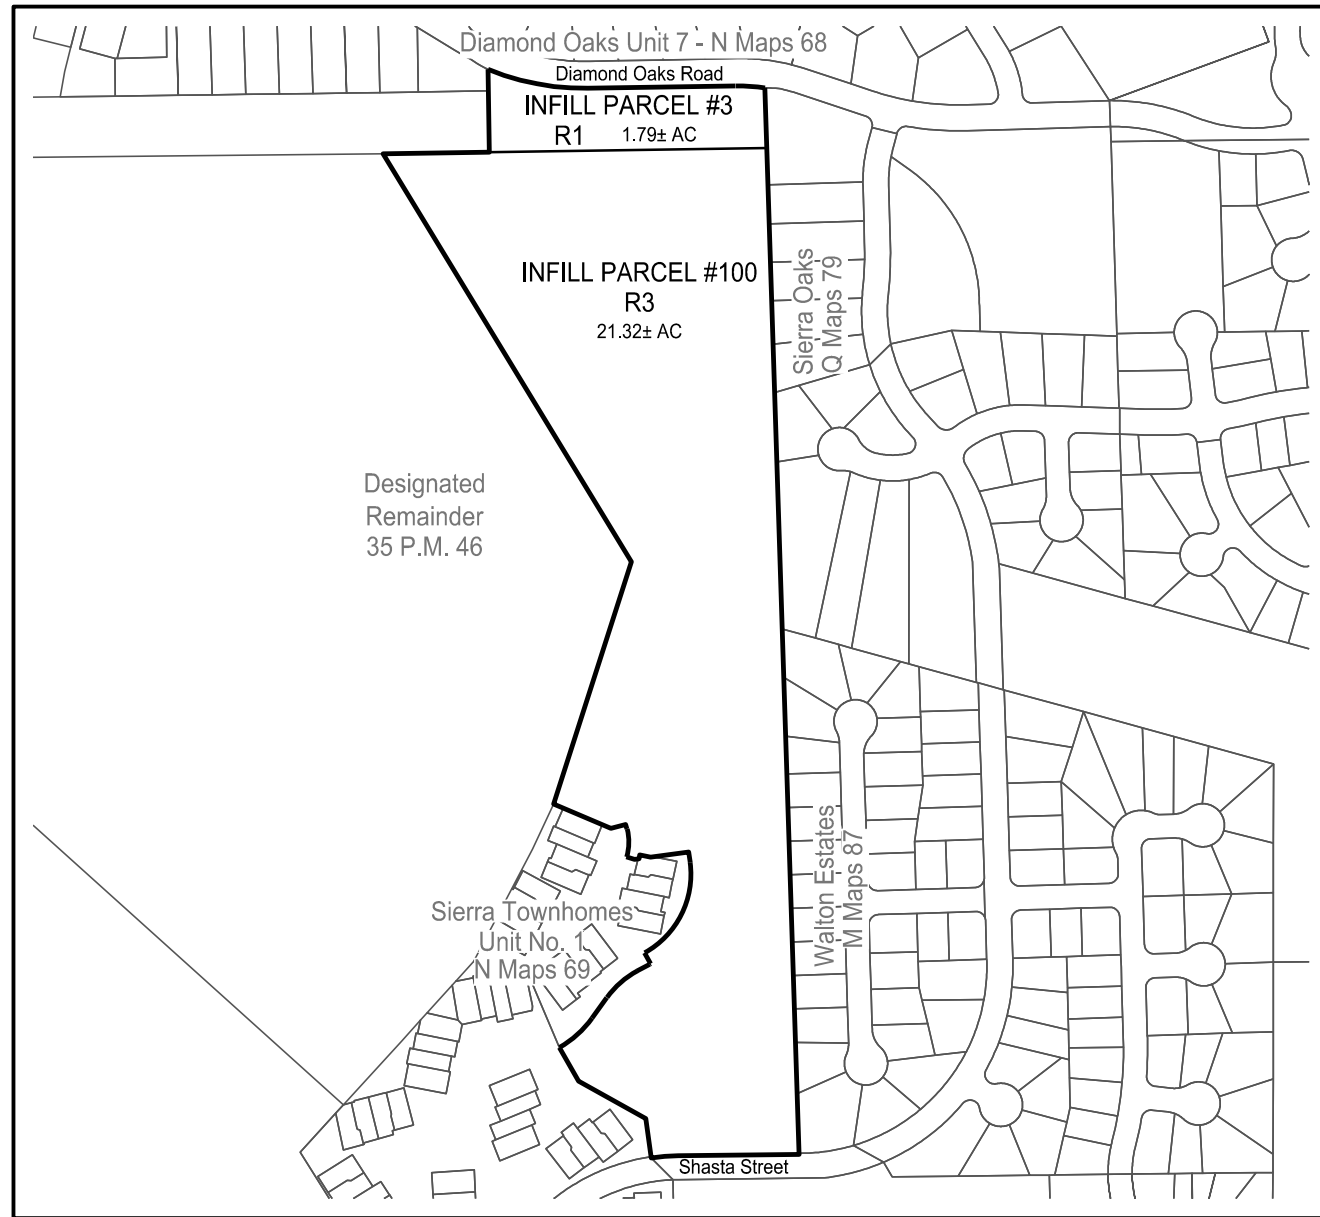 Diamond Oaks Unit 7 - N Maps 68
Diamond Oaks Road
INFILL PARCEL #3
R1 1.79± AC
INFILL PARCEL #100
R3
21.32± AC
Sierra Oaks
Q Maps 79
Designated
Remainder
35 P.M. 46
Walton Estates
M Maps 87
Sierra Townhomes
Unit No. 1
N Maps 69
Shasta Street